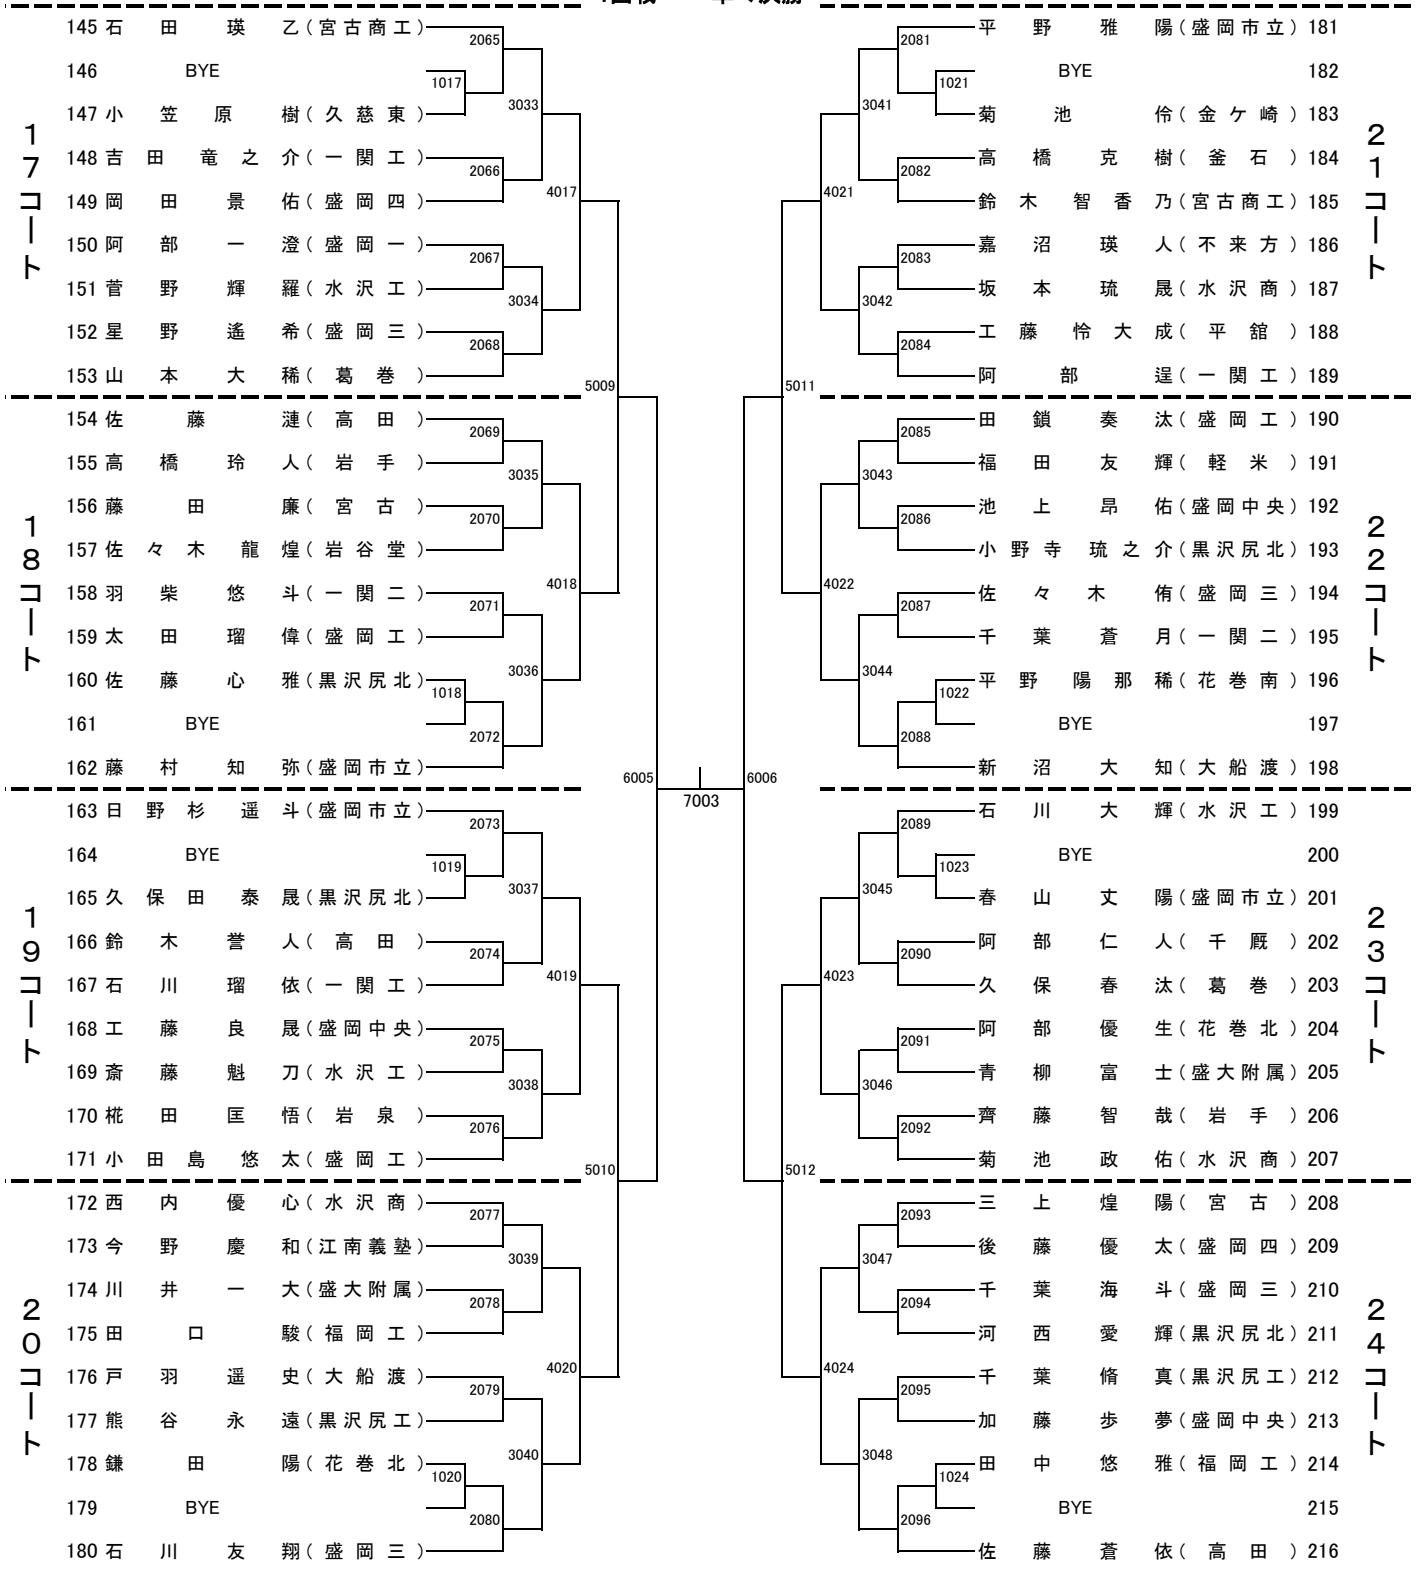 17コート
145 石田瑛乙(宮古商工)
146 BYE
147 小笠原樹(久慈東)
148 吉田竜之介(一関工)
149 岡田景佑(盛岡四)
150 阿部一澄(盛岡一)
151 菅野輝羅(水沢工)
152 星野遙希(盛岡三)
153 山本大稀(葛巻)
18コート
154 佐藤漣(高田)
155 高橋玲人(岩手)
156 藤田廉(宮古)
157 佐々木龍煌(岩谷堂)
158 羽柴悠斗(一関二)
159 太田瑠偉(盛岡工)
160 佐藤心雅(黒沢尻北)
161 BYE
162 藤村知弥(盛岡市立)
19コート
163 日野杉遥斗(盛岡市立)
164 BYE
165 久保田泰晟(黒沢尻北)
166 鈴木誉人(高田)
167 石川瑠依(一関工)
168 工藤良晟(盛岡中央)
169 斎藤魁刀(水沢工)
170 椛田匡悟(岩泉)
171 小田島悠太(盛岡工)
20コート
172 西内優心(水沢商)
173 今野慶和(江南義塾)
174 川井一大(盛大附属)
175 田口駿(福岡工)
176 戸羽遥史(大船渡)
177 熊谷永遠(黒沢尻工)
178 鎌田陽(花巻北)
179 BYE
180 石川友翔(盛岡三)
2065
1017
3033
2066
4017
2067
3034
2068
5009
2069
3035
2070
4018
2071
3036
1018
2072
6005
2073
1019
3037
2074
4019
2075
3038
2076
5010
2077
3039
2078
4020
2079
3040
1020
2080
7003
2081
1021
3041
2082
4021
2083
3042
2084
5011
2085
3043
2086
4022
2087
3044
1022
2088
6006
2089
1023
3045
2090
4023
2091
3046
2092
5012
2093
3047
2094
4024
2095
3048
1024
2096
21コート
平野雅陽(盛岡市立) 181
BYE 182
菊池伶(金ケ崎) 183
高橋克樹(釜石) 184
鈴木智香乃(宮古商工) 185
嘉沼瑛人(不来方) 186
坂本琉晟(水沢商) 187
工藤怜大成(平舘) 188
阿部逞(一関工) 189
22コート
田鎖奏汰(盛岡工) 190
福田友輝(軽米) 191
池上昂佑(盛岡中央) 192
小野寺琉之介(黒沢尻北) 193
佐々木侑(盛岡三) 194
千葉蒼月(一関二) 195
平野陽那稀(花巻南) 196
BYE 197
新沼大知(大船渡) 198
23コート
石川大輝(水沢工) 199
BYE 200
春山丈陽(盛岡市立) 201
阿部仁人(千厩) 202
久保春汰(葛巻) 203
阿部優生(花巻北) 204
青柳富士(盛大附属) 205
齊藤智哉(岩手) 206
菊池政佑(水沢商) 207
24コート
三上煌陽(宮古) 208
後藤優太(盛岡四) 209
千葉海斗(盛岡三) 210
河西愛輝(黒沢尻北) 211
千葉脩真(黒沢尻工) 212
加藤歩夢(盛岡中央) 213
田中悠雅(福岡工) 214
BYE 215
佐藤蒼依(高田) 216